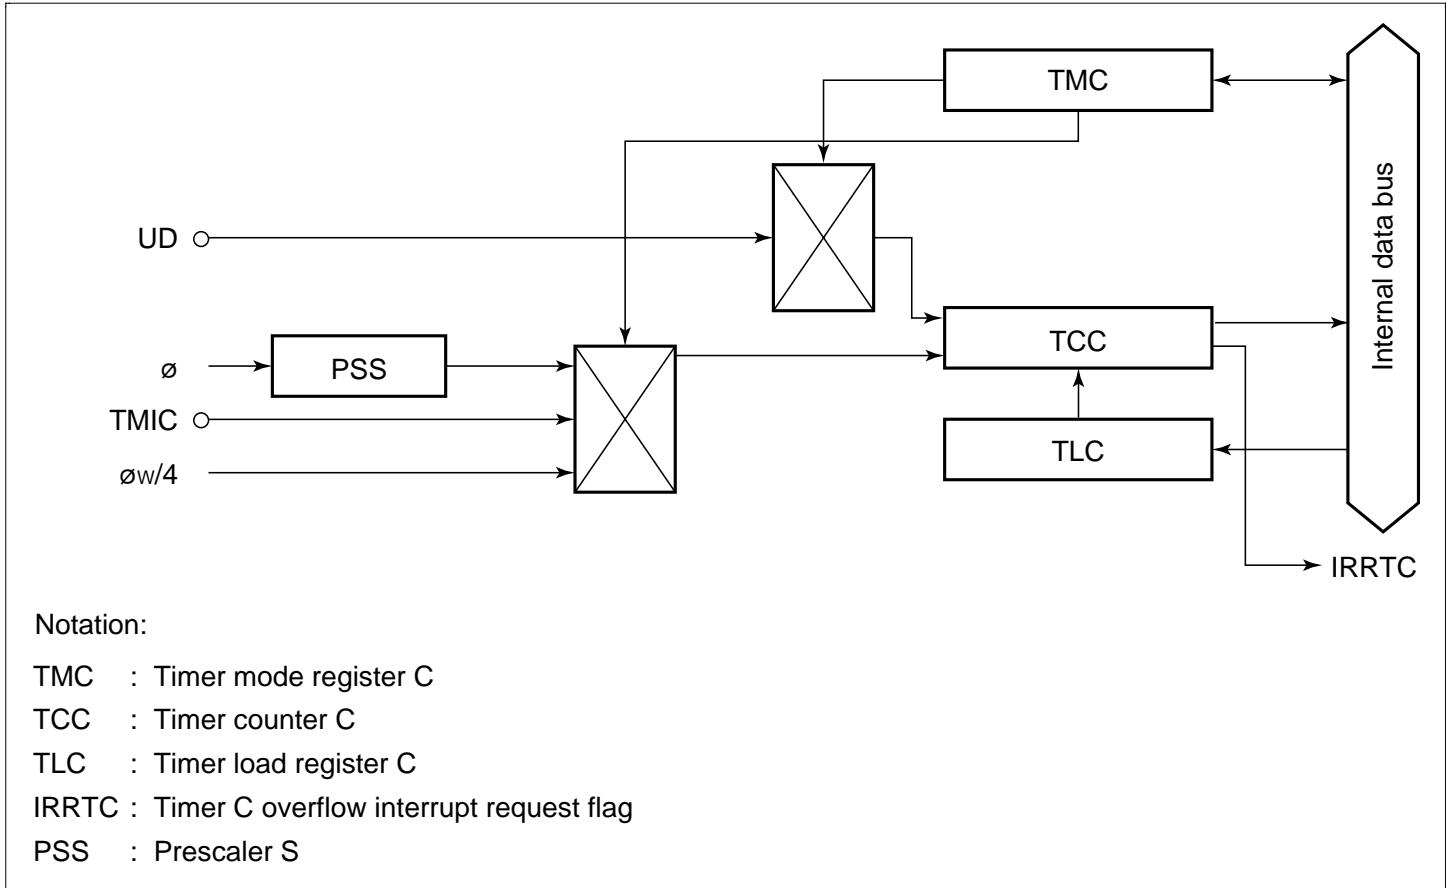 TMC
UD
TCC
ø
PSS
TMIC
TLC
øw/4
Internal data bus
IRRTC
Notation:
TMC : Timer mode register C
TCC : Timer counter C
TLC : Timer load register C
IRRTC : Timer C overflow interrupt request flag
PSS : Prescaler S